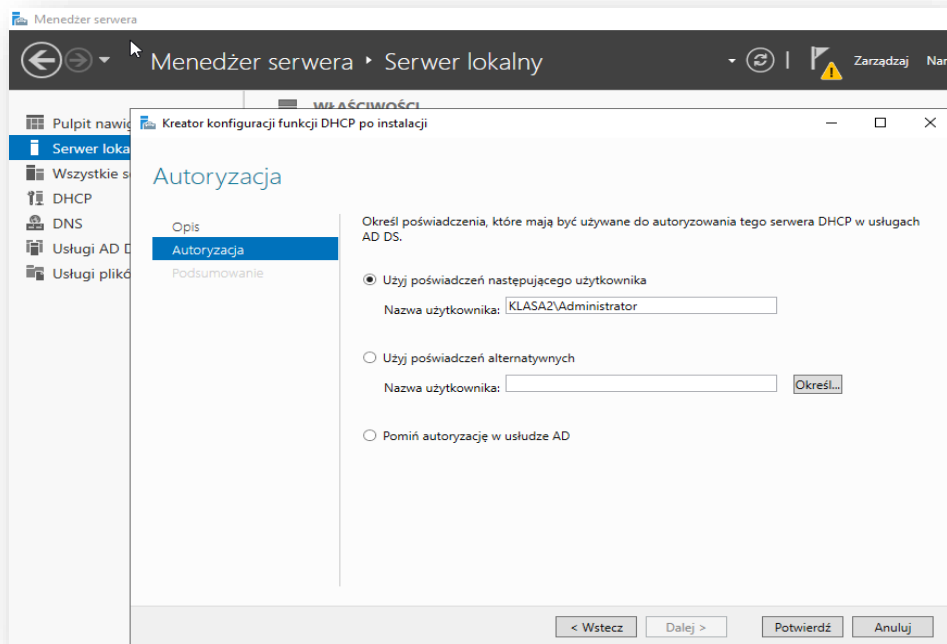 Menedżer serwera
Menedżer serwera ‣ Serwer lokalny
Zarządzaj
WŁAŚCIWOŚCI
Pulpit
Serwer
Wszystkie
DHCP
DNS
Usługi AD
Usługi
Kreator konfiguracji funkcji DHCP po instalacji
Autoryzacja
Opis
Autoryzacja
Podsumowanie
Określ poświadczenia, które mają być używane do autoryzowania tego serwera DHCP w usługach
AD DS.
Użyj poświadczeń następującego użytkownika
Nazwa użytkownika: KLASA2\Administrator
Użyj poświadczeń alternatywnych
Nazwa użytkownika:
Określ...
Pomiń autoryzację w usłudze AD
< Wstecz
Dalej >
Potwierdź
Anuluj